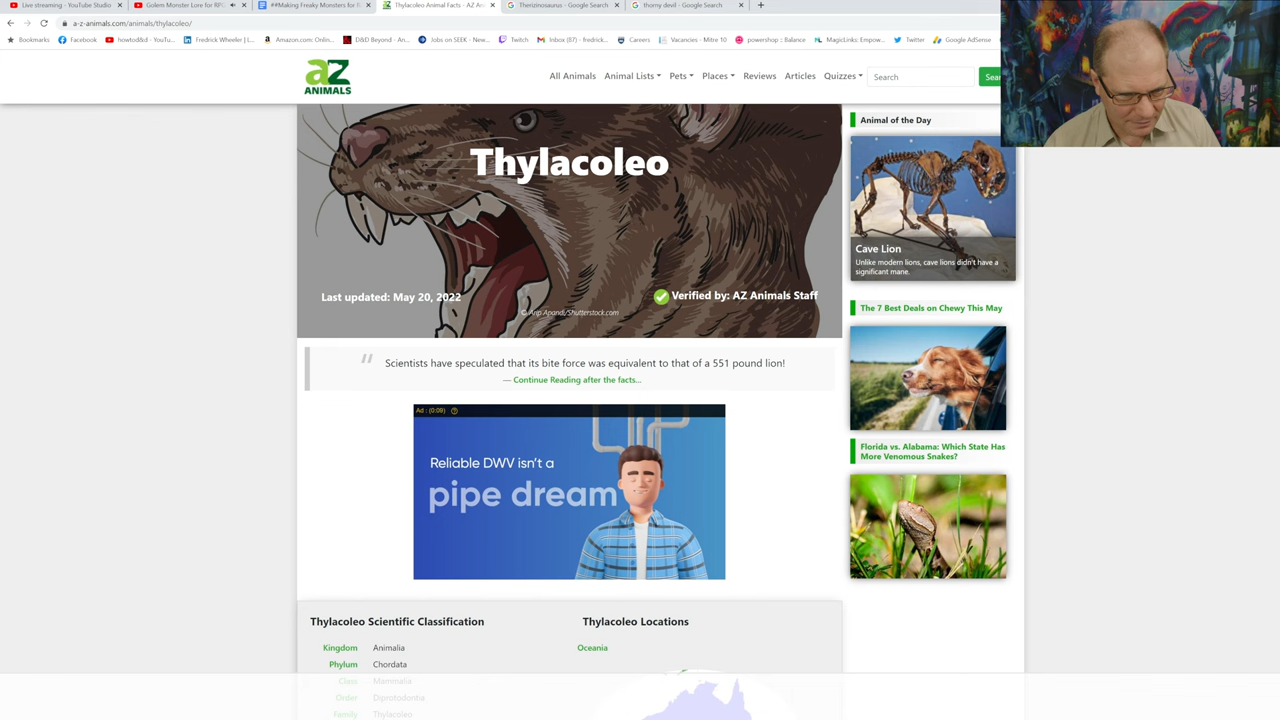 Live streaming - YouTube Studio
Golem Monster Lore for RP
##Making Freaky Monsters for R
Thylacoleo Animal Facts - AZ An
Therizinosaurus - Google Search
thorny devil - Google Search
a-z-animals.com/animals/thylacoleo/
Bookmarks
Facebook
howtod&d - YouTu...
Fredrick Wheeler | L...
Amazon.com: Onlin...
D&D Beyond - An...
Jobs on SEEK - New...
Twitch
Inbox (87) - fredrick...
Careers
Vacancies - Mitre 10
powershop :: Balance
MagicLinks: Empow...
Twitter
Google AdSense
aZ
ANIMALS
All Animals
Animal Lists
Pets
Places
Reviews
Articles
Quizzes
Search
Sear
Thylacoleo
Last updated: May 20, 2022
Verified by: AZ Animals Staff
© Arip Apandi/Shutterstock.com
Scientists have speculated that its bite force was equivalent to that of a 551 pound lion!
— Continue Reading after the facts...
Ad : (0:09)
Reliable DWV isn't a
pipe dream
Thylacoleo Scientific Classification
Kingdom Animalia
Phylum Chordata
Class Mammalia
Order Diprotodontia
Family Thylacoleo
Thylacoleo Locations
Oceania
Animal of the Day
Cave Lion
Unlike modern lions, cave lions didn't have a
significant mane.
The 7 Best Deals on Chewy This May
Florida vs. Alabama: Which State Has
More Venomous Snakes?